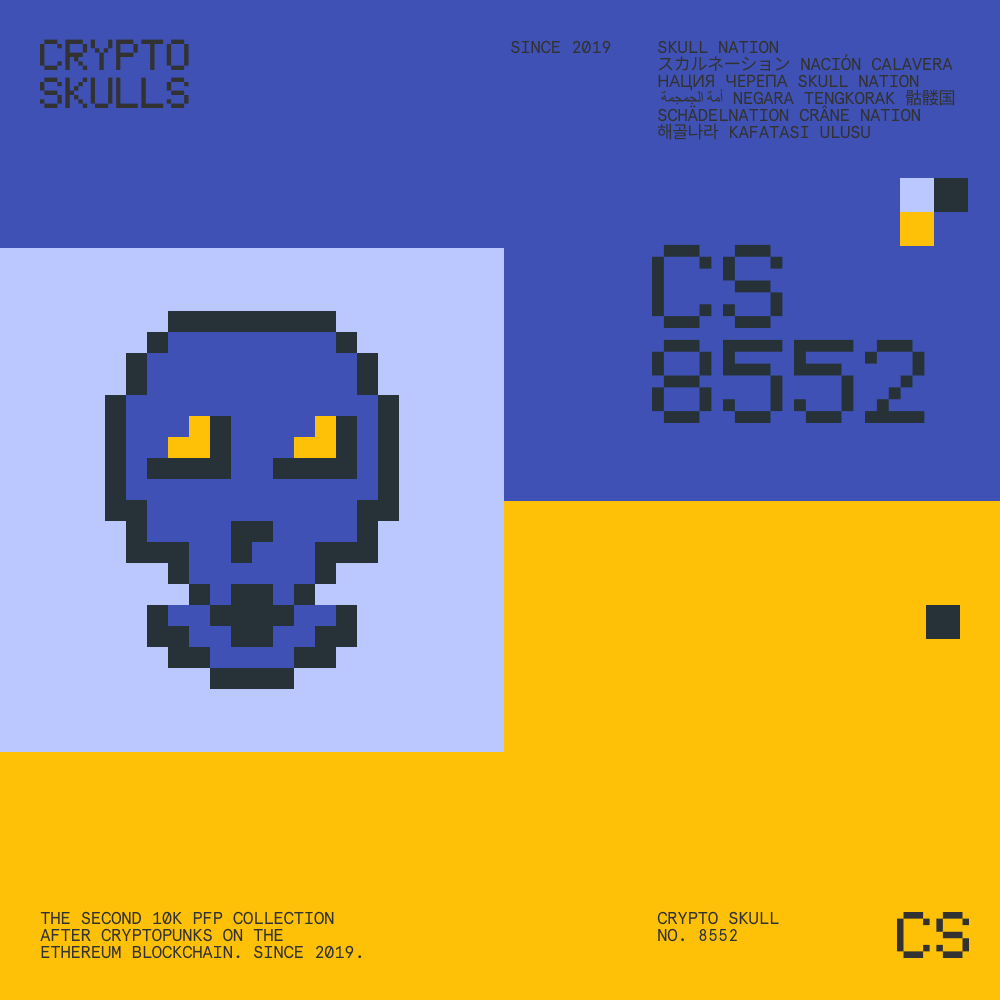 CRYPTO
SKULLS
SINCE 2019
SKULL NATION
スカルネーション NACIÓN CALAVERA
НАЦИЯ ЧЕРЕПА SKULL NATION
أمة الجمجمة NEGARA TENGKORAK 骷髅国
SCHÄDELNATION CRÂNE NATION
해골나라 KAFATASI ULUSU
CS
8552
THE SECOND 10K PFP COLLECTION
AFTER CRYPTOPUNKS ON THE
ETHEREUM BLOCKCHAIN. SINCE 2019.
CRYPTO SKULL
NO. 8552
CS